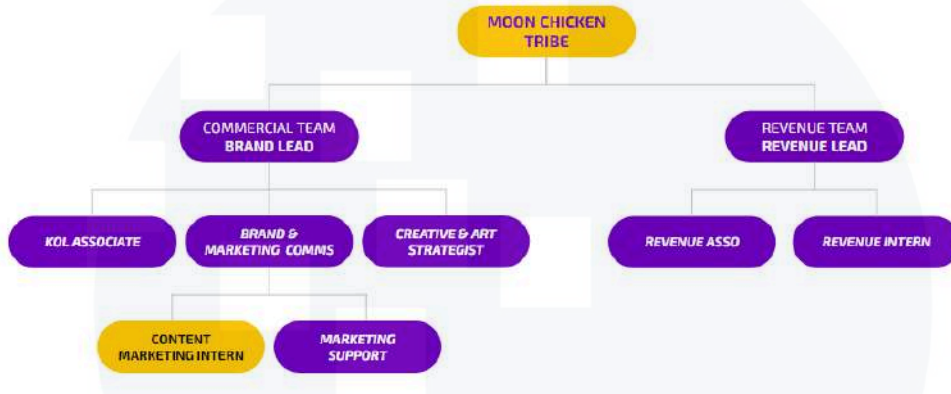 MOON CHICKEN
TRIBE
COMMERCIAL TEAM
BRAND LEAD
REVENUE TEAM
REVENUE LEAD
KOL ASSOCIATE
BRAND &
MARKETING COMMS
CREATIVE & ART
STRATEGIST
REVENUE ASSO
REVENUE INTERN
CONTENT
MARKETING INTERN
MARKETING
SUPPORT